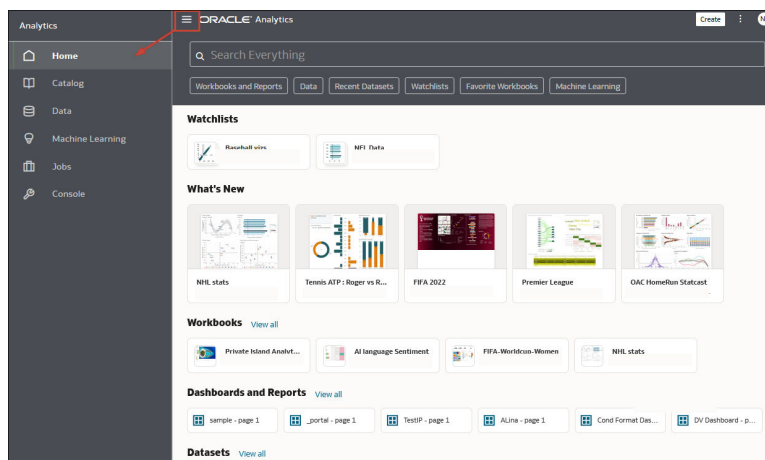 Analytics
Home
Catalog
Data
Machine Learning
Jobs
Console
ORACLE Analytics
Create
N
Search Everything
Workbooks and Reports
Data
Recent Datasets
Watchlists
Favorite Workbooks
Machine Learning
Watchlists
Baseball vizs
NFL Data
What's New
NHL stats
Tennis ATP : Roger vs R...
FIFA 2022
Premier League
OAC HomeRun Statcast
Workbooks View all
Private Island Analyt...
AI language Sentiment
FIFA-Worldcup-Women
NHL stats
Dashboards and Reports View all
sample - page 1
_portal - page 1
TestIP - page 1
ALina - page 1
Cond Format Das...
DV Dashboard - p...
Datasets View all